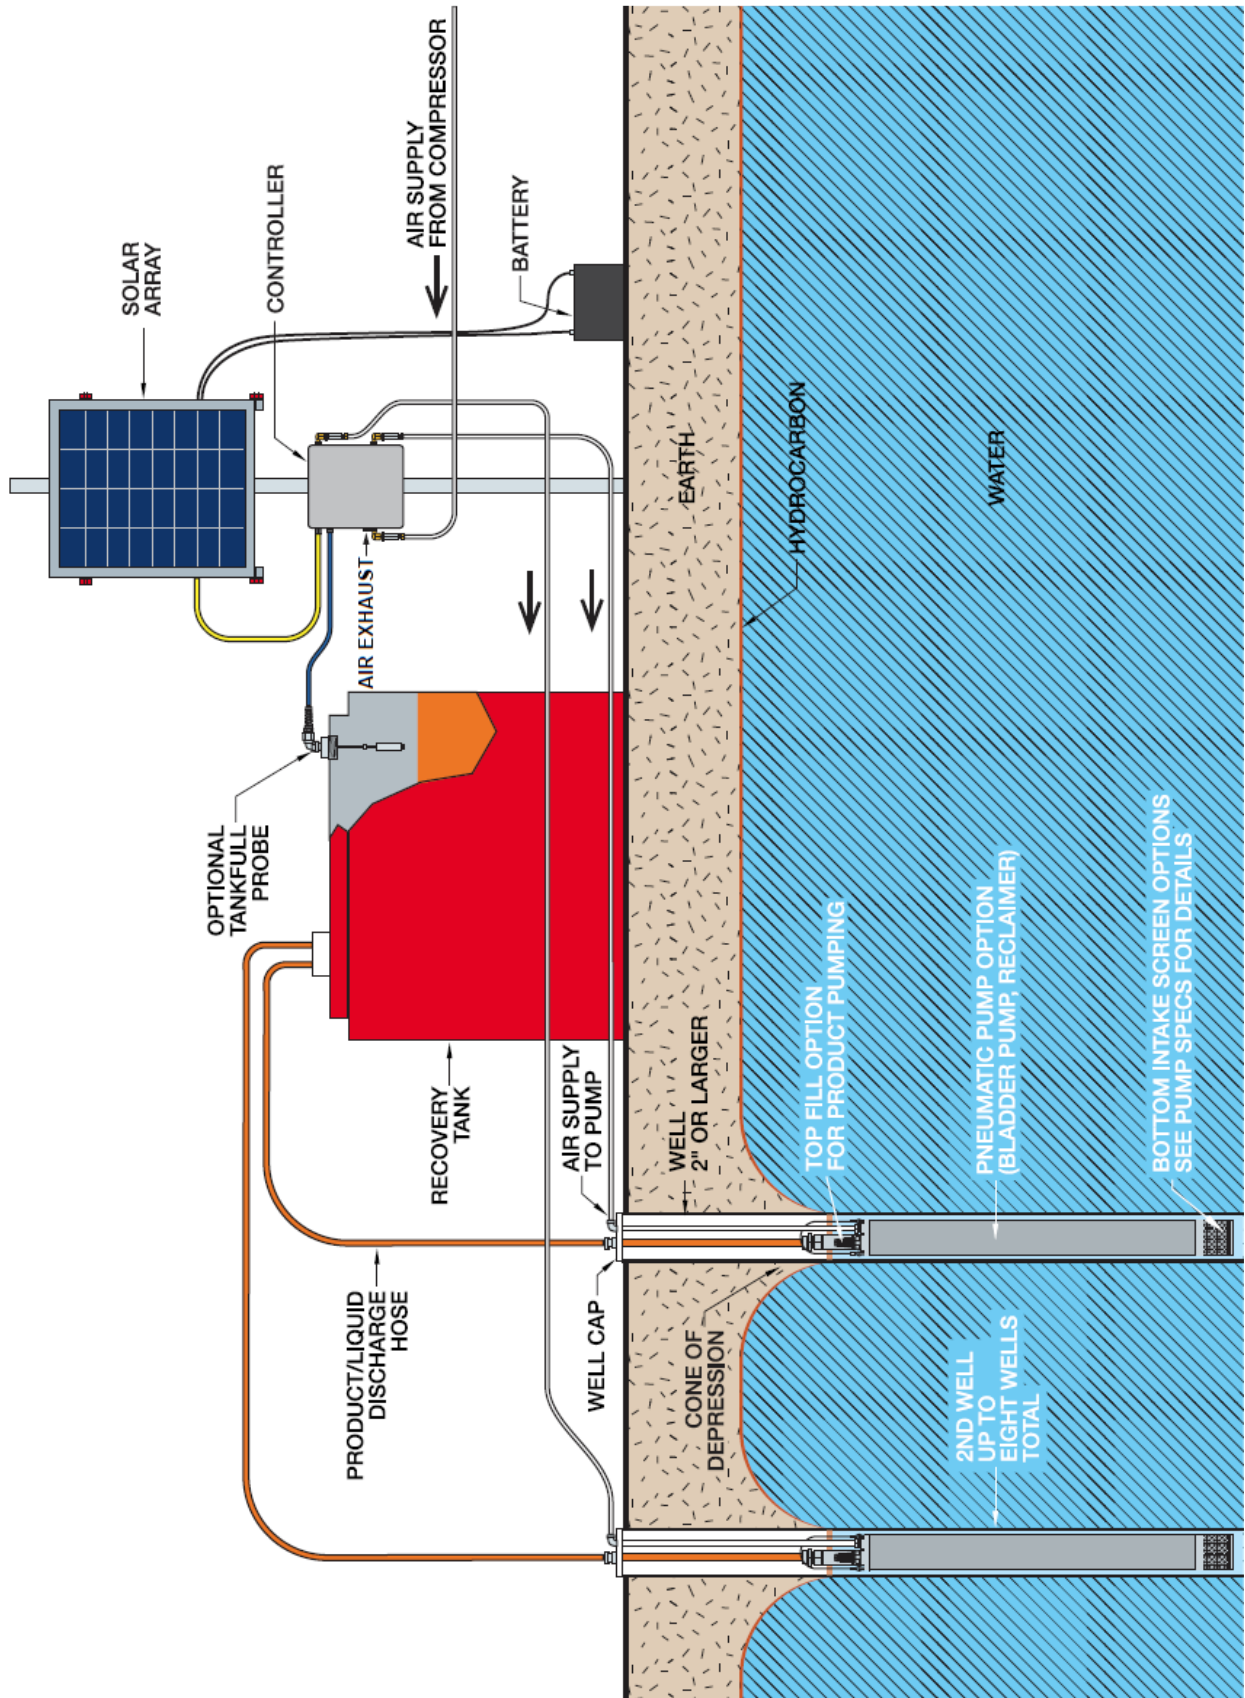 SOLAR
ARRAY
CONTROLLER
AIR SUPPLY
FROM COMPRESSOR
BATTERY
AIR EXHAUST
OPTIONAL
TANKFULL
PROBE
RECOVERY
TANK
AIR SUPPLY
TO PUMP
PRODUCT/LIQUID
DISCHARGE
HOSE
WELL CAP
WELL
2" OR LARGER
EARTH
HYDROCARBON
WATER
CONE OF
DEPRESSION
TOP FILL OPTION
FOR PRODUCT PUMPING
PNEUMATIC PUMP OPTION
(BLADDER PUMP, RECLAIMER)
BOTTOM INTAKE SCREEN OPTIONS
SEE PUMP SPECS FOR DETAILS
2ND WELL
UP TO
EIGHT WELLS
TOTAL